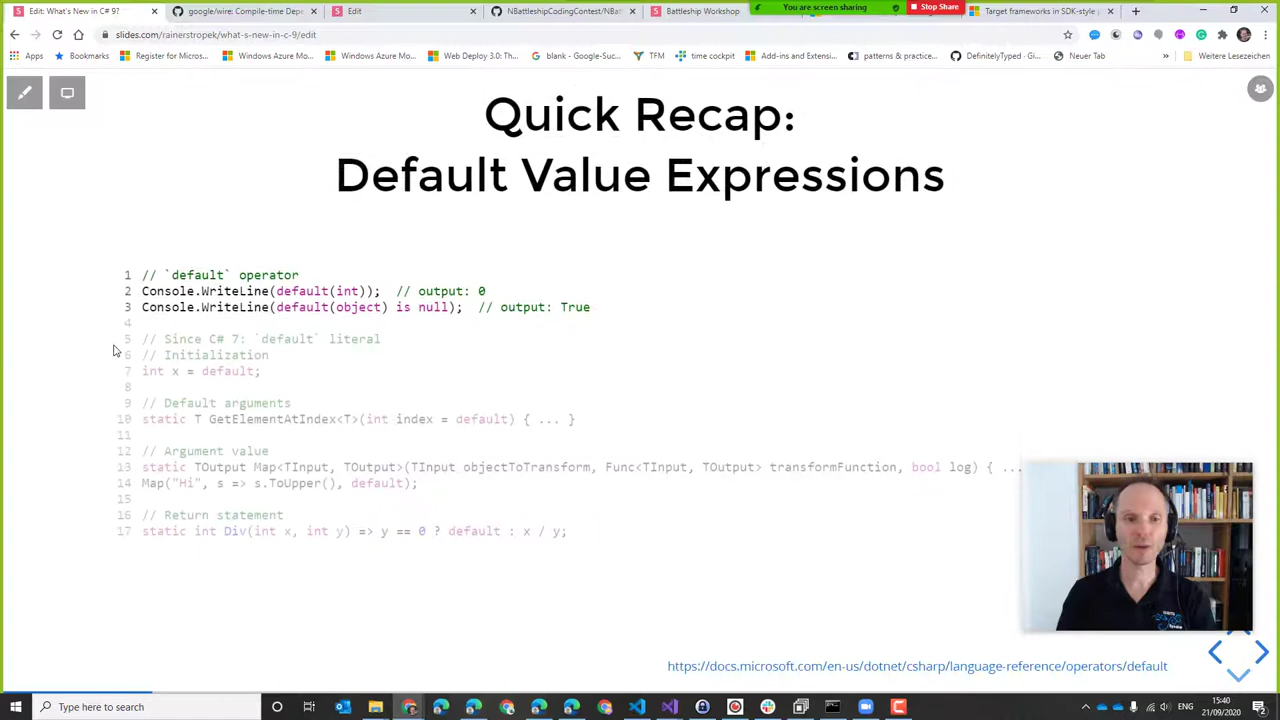 Edit: What's New in C# 9?
google/wire: Compile-time Depe
Edit
NBattleshipCodingContest/NBat
Battleship Workshop
You are screen sharing
Stop Share
Target frameworks in SDK-style p
slides.com/rainerstropek/what-s-new-in-c-9/edit
Apps
Bookmarks
Register for Micros...
Windows Azure Mo...
Windows Azure Mo...
Web Deploy 3.0: Th...
blank - Google-Suc...
TFM
time cockpit
Add-ins and Extensi...
patterns & practice...
DefinitelyTyped · Gi...
Neuer Tab
»
Weitere Lesezeichen
Quick Recap:
Default Value Expressions
1 // `default` operator
2 Console.WriteLine(default(int)); // output: 0
3 Console.WriteLine(default(object) is null); // output: True
4
5 // Since C# 7: `default` literal
6 // Initialization
7 int x = default;
8
9 // Default arguments
10 static T GetElementAtIndex<T>(int index = default) { ... }
11
12 // Argument value
13 static TOutput Map<TInput, TOutput>(TInput objectToTransform, Func<TInput, TOutput> transformFunction, bool log) { ...
14 Map("Hi", s => s.ToUpper(), default);
15
16 // Return statement
17 static int Div(int x, int y) => y == 0 ? default : x / y;
https://docs.microsoft.com/en-us/dotnet/csharp/language-reference/operators/default
Type here to search
ENG
15:40
21/09/2020